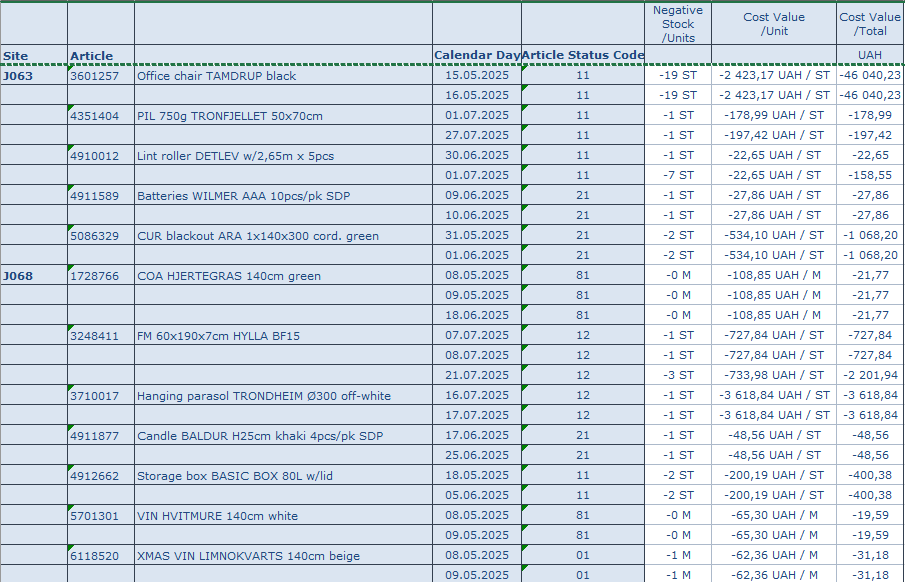 Negative Stock /Units Cost Value /Unit Cost Value /Total
Site Article Calendar Day Article Status Code UAH
J063 3601257 Office chair TAMDRUP black 15.05.2025 11 -19 ST -2 423,17 UAH / ST -46 040,23
16.05.2025 11 -19 ST -2 423,17 UAH / ST -46 040,23
4351404 PIL 750g TRONFJELLET 50x70cm 01.07.2025 11 -1 ST -178,99 UAH / ST -178,99
27.07.2025 11 -1 ST -197,42 UAH / ST -197,42
4910012 Lint roller DETLEV w/2,65m x 5pcs 30.06.2025 11 -1 ST -22,65 UAH / ST -22,65
01.07.2025 11 -7 ST -22,65 UAH / ST -158,55
4911589 Batteries WILMER AAA 10pcs/pk SDP 09.06.2025 21 -1 ST -27,86 UAH / ST -27,86
10.06.2025 21 -1 ST -27,86 UAH / ST -27,86
5086329 CUR blackout ARA 1x140x300 cord. green 31.05.2025 21 -2 ST -534,10 UAH / ST -1 068,20
01.06.2025 21 -2 ST -534,10 UAH / ST -1 068,20
J068 1728766 COA HJERTEGRAS 140cm green 08.05.2025 81 -0 M -108,85 UAH / M -21,77
09.05.2025 81 -0 M -108,85 UAH / M -21,77
18.06.2025 81 -0 M -108,85 UAH / M -21,77
3248411 FM 60x190x7cm HYLLA BF15 07.07.2025 12 -1 ST -727,84 UAH / ST -727,84
08.07.2025 12 -1 ST -727,84 UAH / ST -727,84
21.07.2025 12 -3 ST -733,98 UAH / ST -2 201,94
3710017 Hanging parasol TRONDHEIM Ø300 off-white 16.07.2025 12 -1 ST -3 618,84 UAH / ST -3 618,84
17.07.2025 12 -1 ST -3 618,84 UAH / ST -3 618,84
4911877 Candle BALDUR H25cm khaki 4pcs/pk SDP 17.06.2025 21 -1 ST -48,56 UAH / ST -48,56
25.06.2025 21 -1 ST -48,56 UAH / ST -48,56
4912662 Storage box BASIC BOX 80L w/lid 18.05.2025 11 -2 ST -200,19 UAH / ST -400,38
05.06.2025 11 -2 ST -200,19 UAH / ST -400,38
5701301 VIN HVITMURE 140cm white 08.05.2025 81 -0 M -65,30 UAH / M -19,59
09.05.2025 81 -0 M -65,30 UAH / M -19,59
6118520 XMAS VIN LIMNOKVARTS 140cm beige 08.05.2025 01 -1 M -62,36 UAH / M -31,18
09.05.2025 01 -1 M -62,36 UAH / M -31,18